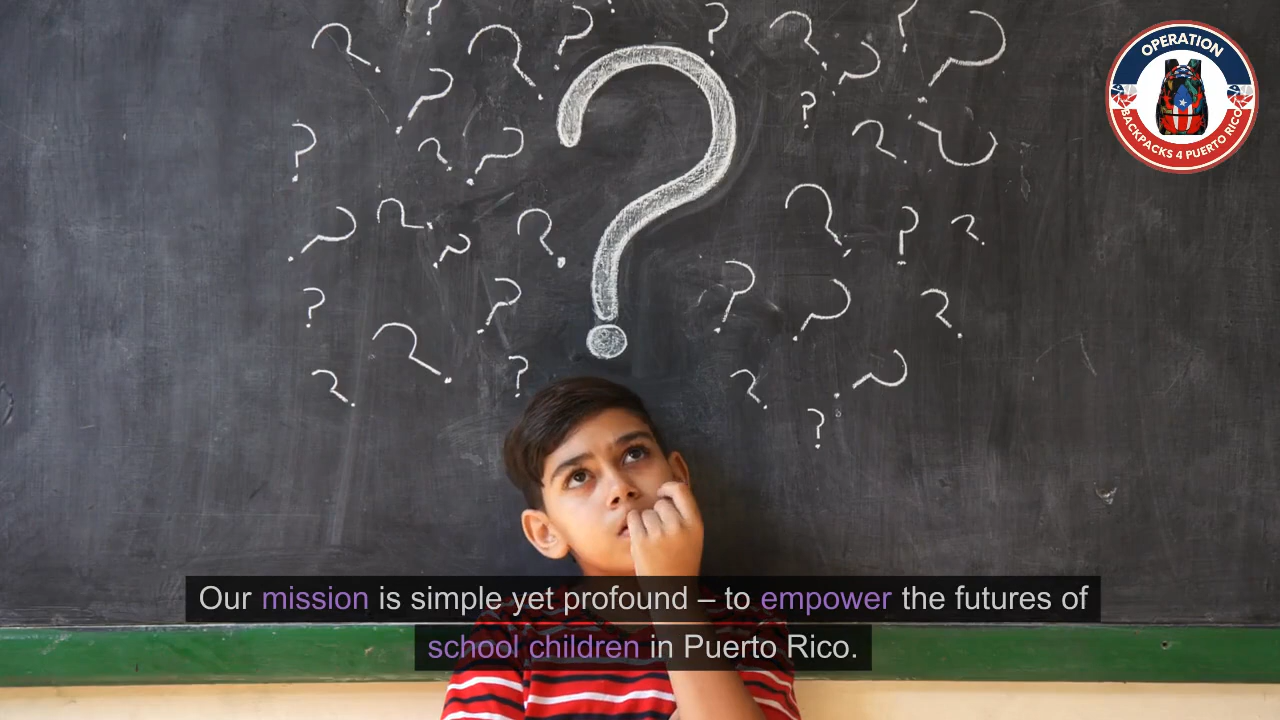 OPERATION
BACKPACKS 4 PUERTO RICO
Our mission is simple yet profound – to empower the futures of
school children in Puerto Rico.